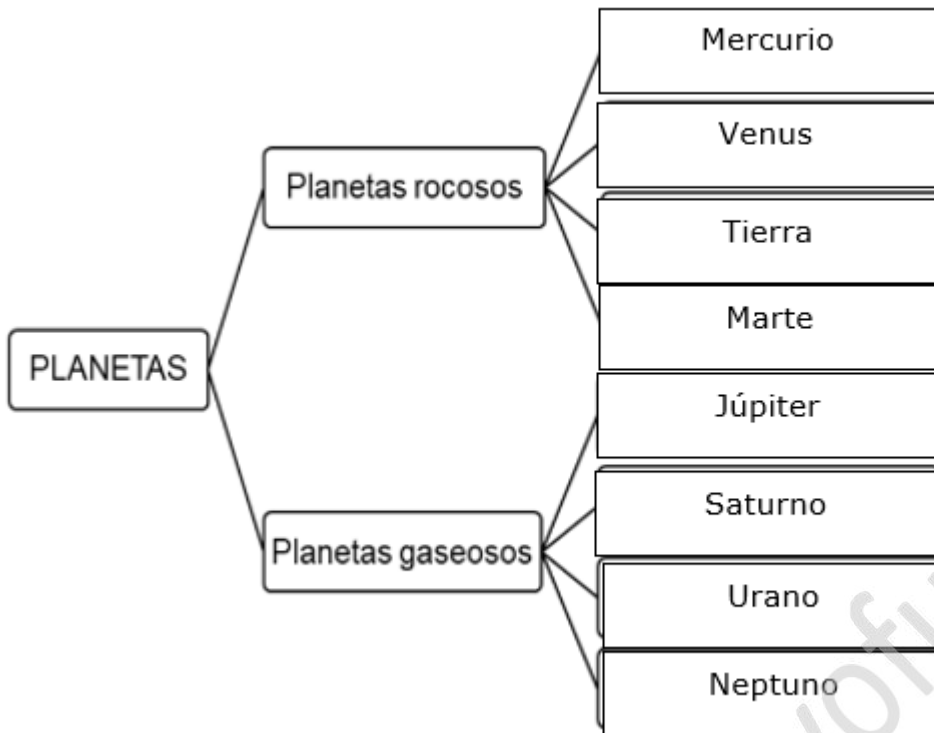 PLANETAS
Planetas rocosos
Mercurio
Venus
Tierra
Marte
Planetas gaseosos
Júpiter
Saturno
Urano
Neptuno